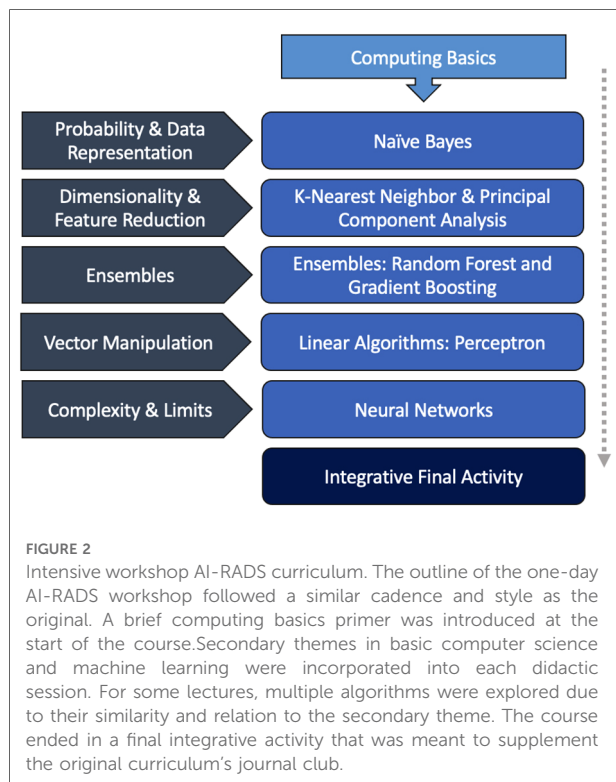 Computing Basics
Probability & Data
Representation
Naïve Bayes
Dimensionality &
Feature Reduction
K-Nearest Neighbor & Principal
Component Analysis
Ensembles
Ensembles: Random Forest and
Gradient Boosting
Vector Manipulation
Linear Algorithms: Perceptron
Complexity & Limits
Neural Networks
Integrative Final Activity
FIGURE 2
Intensive workshop AI-RADS curriculum. The outline of the one-day
AI-RADS workshop followed a similar cadence and style as the
original. A brief computing basics primer was introduced at the
start of the course.Secondary themes in basic computer science
and machine learning were incorporated into each didactic
session. For some lectures, multiple algorithms were explored due
to their similarity and relation to the secondary theme. The course
ended in a final integrative activity that was meant to supplement
the original curriculum's journal club.